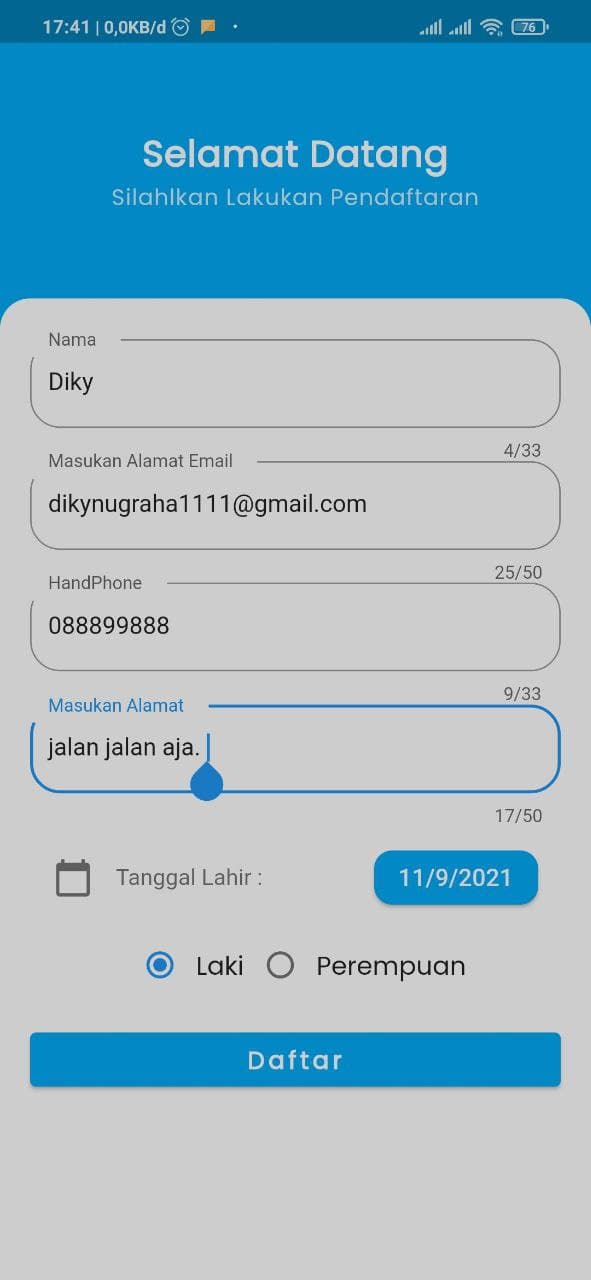 17:41 | 0,0KB/d
76
Selamat Datang
Silahlkan Lakukan Pendaftaran
Nama
Diky
4/33
Masukan Alamat Email
dikynugraha1111@gmail.com
25/50
HandPhone
088899888
9/33
Masukan Alamat
jalan jalan aja.
17/50
Tanggal Lahir : 11/9/2021
Laki Perempuan
Daftar